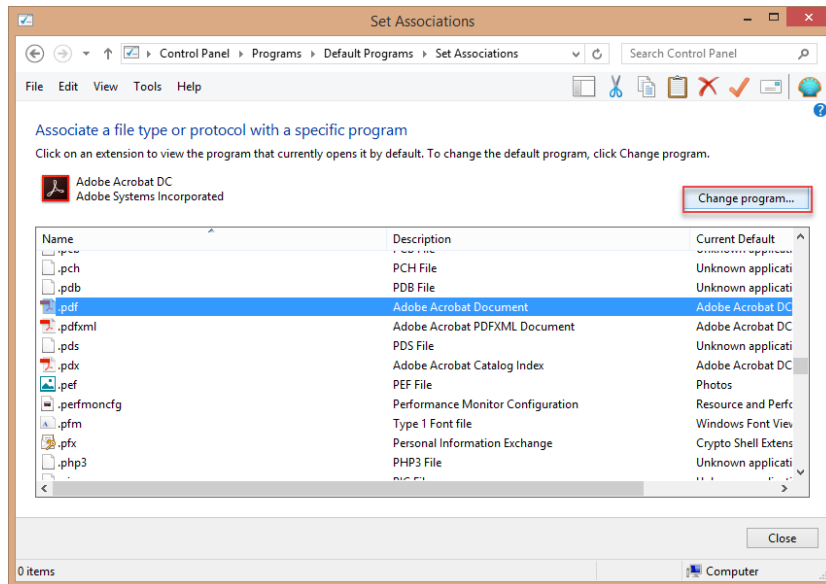 Set Associations
Control Panel Programs Default Programs Set Associations Search Control Panel
File Edit View Tools Help
Associate a file type or protocol with a specific program
Click on an extension to view the program that currently opens it by default. To change the default program, click Change program.
Adobe Acrobat DC
Adobe Systems Incorporated
Change program...
Name Description Current Default
.pch PCH File Unknown applicati
.pdb PDB File Unknown applicati
.pdf Adobe Acrobat Document Adobe Acrobat DC
.pdfxml Adobe Acrobat PDFXML Document Adobe Acrobat DC
.pds PDS File Unknown applicati
.pdx Adobe Acrobat Catalog Index Adobe Acrobat DC
.pef PEF File Photos
.perfmoncfg Performance Monitor Configuration Resource and Perfc
.pfm Type 1 Font file Windows Font View
.pfx Personal Information Exchange Crypto Shell Extens
.php3 PHP3 File Unknown applicati
Close
0 items Computer